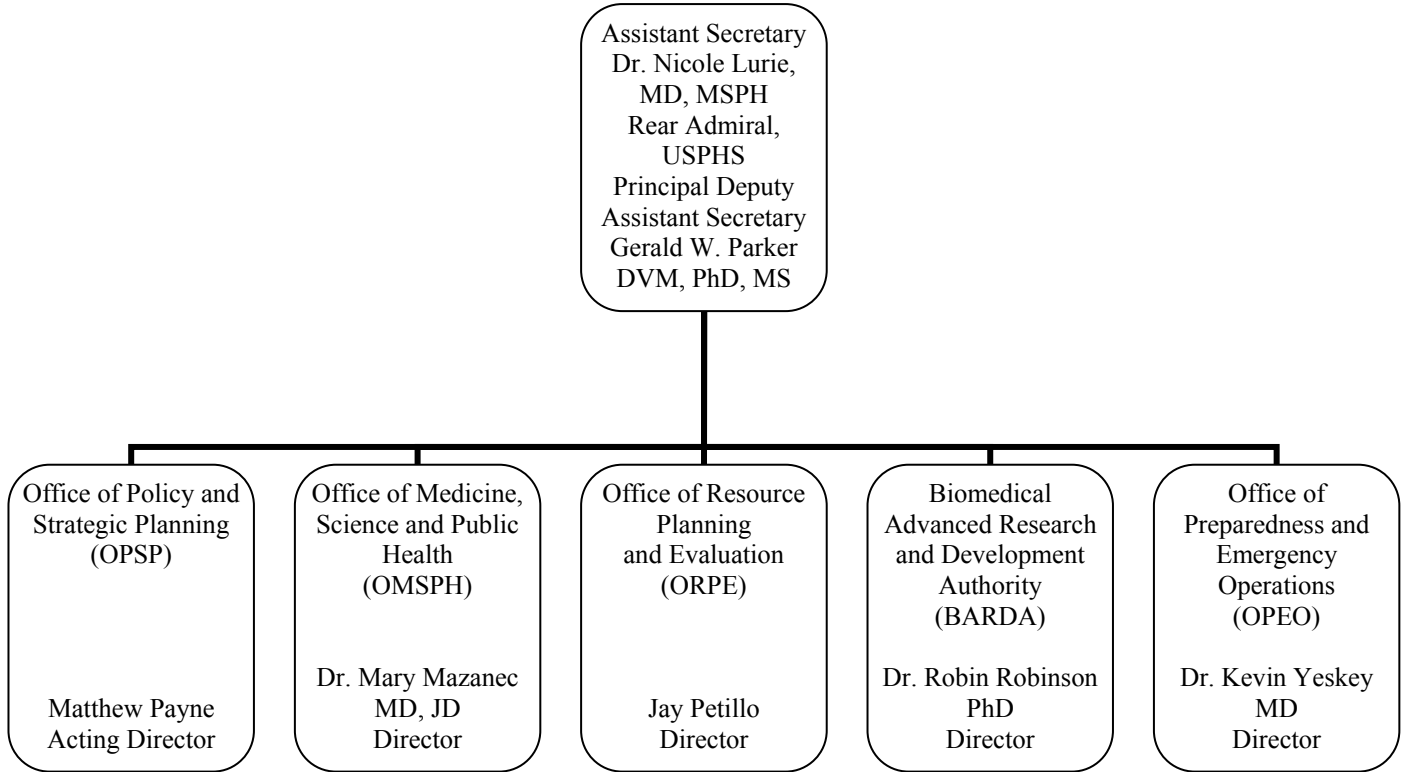 Assistant Secretary
Dr. Nicole Lurie,
MD, MSPH
Rear Admiral,
USPHS
Principal Deputy
Assistant Secretary
Gerald W. Parker
DVM, PhD, MS
Office of Policy and
Strategic Planning
(OPSP)
Matthew Payne
Acting Director
Office of Medicine,
Science and Public
Health
(OMSPH)
Dr. Mary Mazanec
MD, JD
Director
Office of Resource
Planning
and Evaluation
(ORPE)
Jay Petillo
Director
Biomedical
Advanced Research
and Development
Authority
(BARDA)
Dr. Robin Robinson
PhD
Director
Office of
Preparedness and
Emergency
Operations
(OPEO)
Dr. Kevin Yeskey
MD
Director